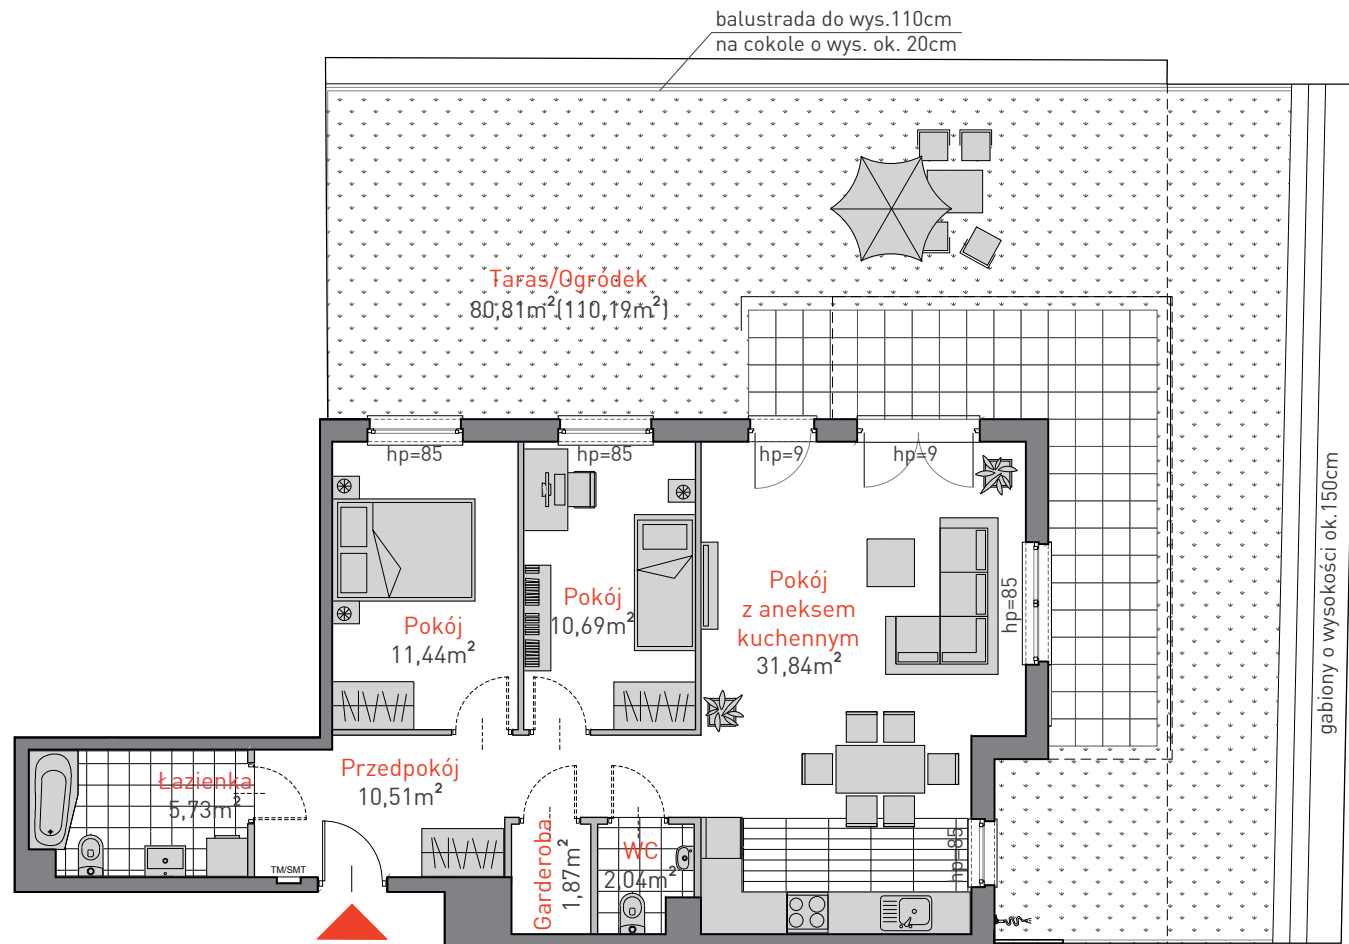 balustrada do wys.110cm
na cokole o wys. ok. 20cm
Taras/Ogródek
80,81m²(110,19m²)
hp=85
hp=85
hp=9
hp=9
Pokój
11,44m²
Pokój
10,69m²
Pokój
z aneksem
kuchennym
31,84m²
hp=85
gabiony o wysokości ok.150cm
Łazienka
5,73m²
Przedpokój
10,51m²
Garderoba
1,87m²
WC
2,04m²
hp=85
TM/SMT